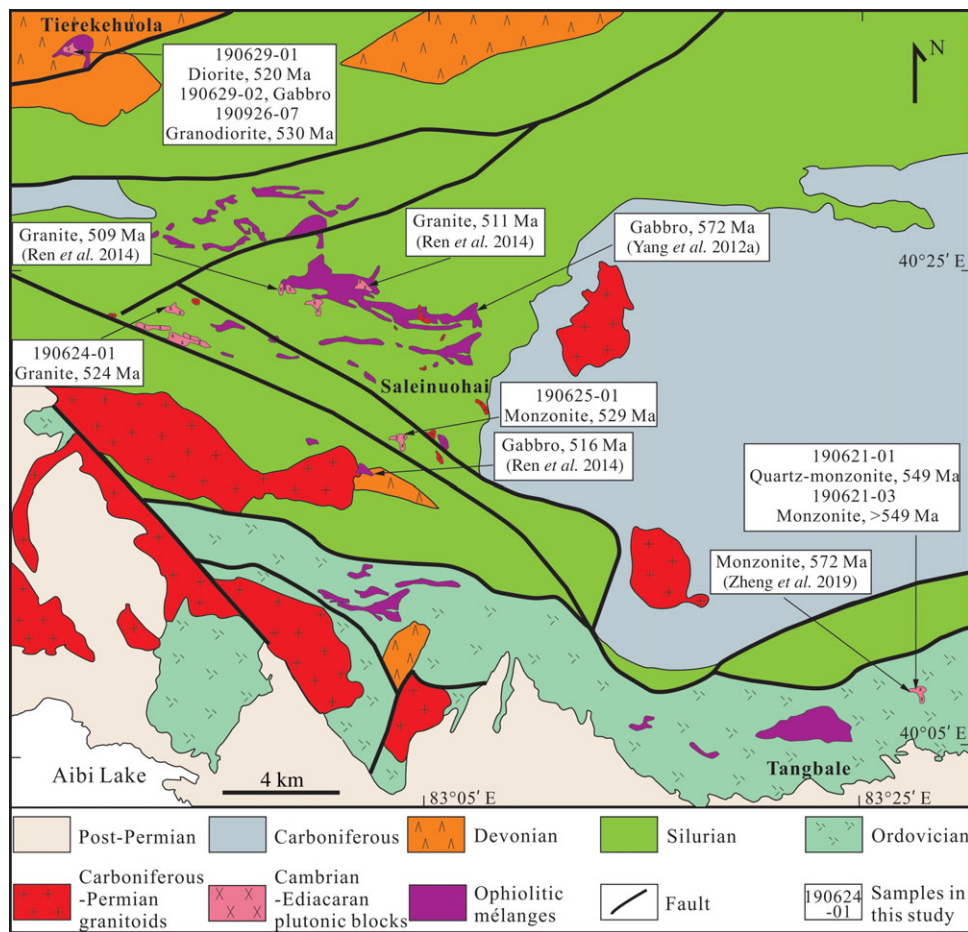 Tierekehuola
190629-01
Diorite, 520 Ma
190629-02, Gabbro
190926-07
Granodiorite, 530 Ma
N
Granite, 509 Ma
(Ren et al. 2014)
Granite, 511 Ma
(Ren et al. 2014)
Gabbro, 572 Ma
(Yang et al. 2012a)
40°25′ E
190624-01
Granite, 524 Ma
Saleinuohai
190625-01
Monzonite, 529 Ma
Gabbro, 516 Ma
(Ren et al. 2014)
190621-01
Quartz-monzonite, 549 Ma
190621-03
Monzonite, >549 Ma
Monzonite, 572 Ma
(Zheng et al. 2019)
40°05′ E
Aibi Lake
4 km
Tangbale
83°05′ E
83°25′ E
Post-Permian
Carboniferous
Devonian
Silurian
Ordovician
Carboniferous
-Permian
granitoids
Cambrian
-Ediacaran
plutonic blocks
Ophiolitic
mélanges
Fault
190624
-01
Samples in
this study